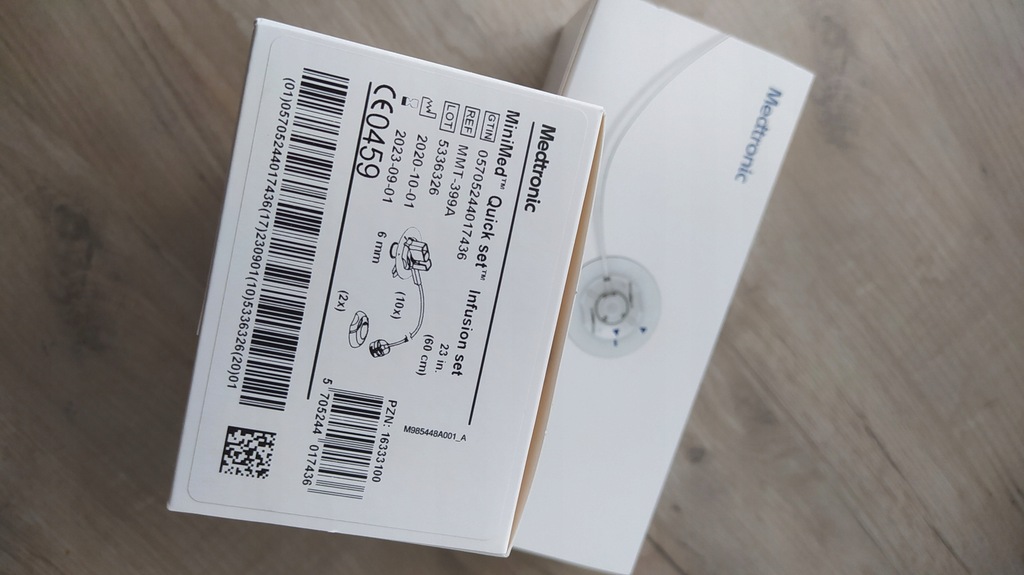 Medtronic
MiniMed™ Quick set™ Infusion set
GTIN 05705244017436
REF MMT-399A
LOT 5336326
2020-10-01
2023-09-01
CE0459
23 in.
(60 cm)
6 mm
(10x)
(2x)
M985448A001_A
PZN: 16333100
5 705244 017436
(01)05705244017436(17)230901(10)5336326(20)01
Medtronic